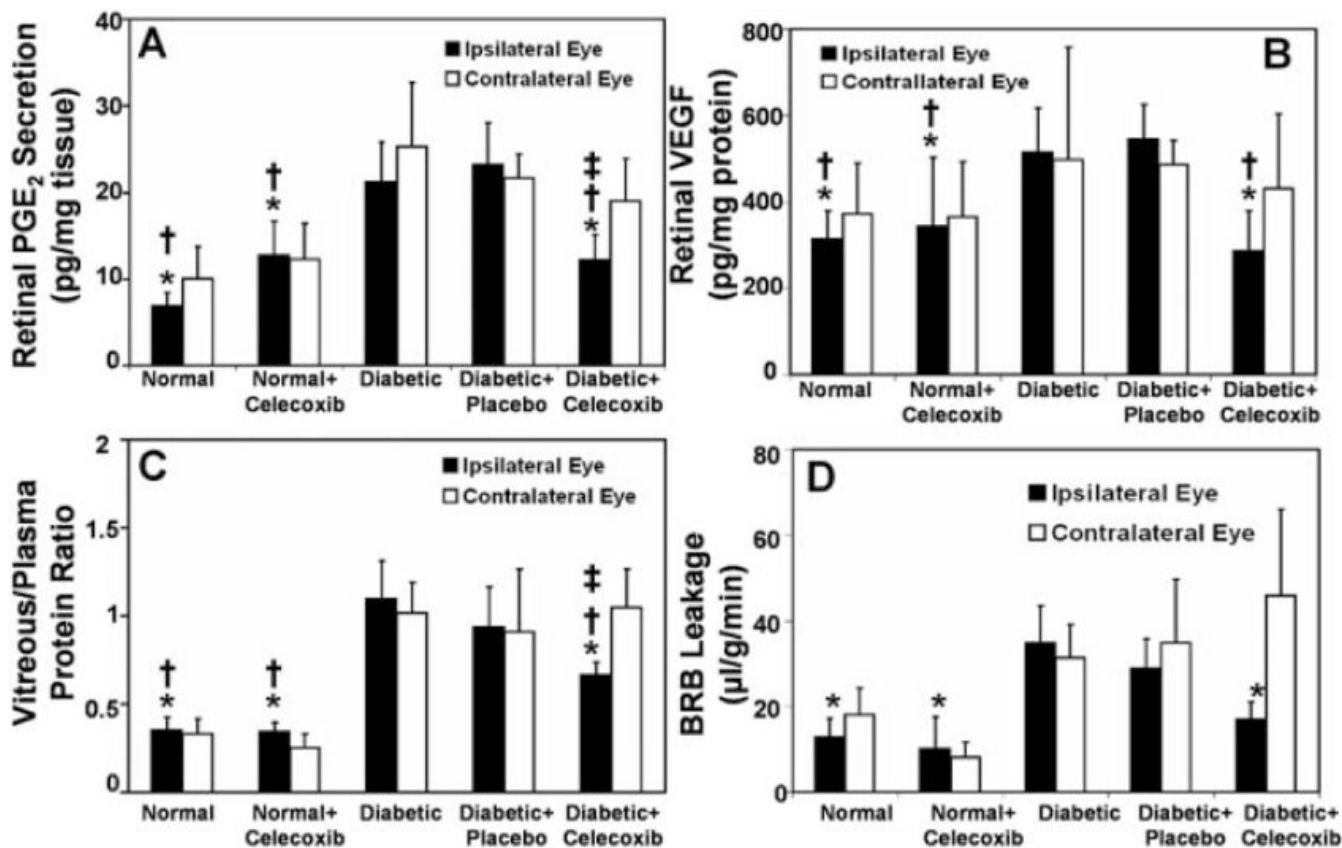 A
Retinal PGE2 Secretion
(pg/mg tissue)
40
30
20
10
0
Ipsilateral Eye
Contralateral Eye
†
*
†
*
‡
†
*
Normal
Normal+
Celecoxib
Diabetic
Diabetic+
Placebo
Diabetic+
Celecoxib
B
Retinal VEGF
(pg/mg protein)
800
600
400
200
0
Ipsilateral Eye
Contrallateral Eye
†
*
†
*
†
*
Normal
Normal+
Celecoxib
Diabetic
Diabetic+
Placebo
Diabetic+
Celecoxib
C
Vitreous/Plasma
Protein Ratio
2
1.5
1
0.5
0
Ipsilateral Eye
Contralateral Eye
†
*
†
*
‡
†
*
Normal
Normal+
Celecoxib
Diabetic
Diabetic+
Placebo
Diabetic+
Celecoxib
D
BRB Leakage
(µl/g/min)
80
60
40
20
0
Ipsilateral Eye
Contralateral Eye
*
*
*
Normal
Normal+
Celecoxib
Diabetic
Diabetic+
Placebo
Diabetic+
Celecoxib